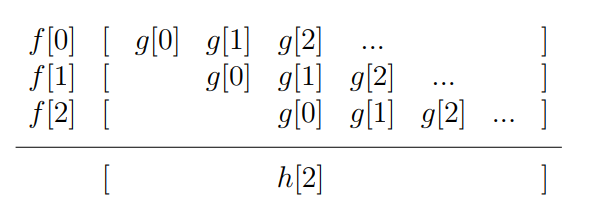 f[0] [ g[0] g[1] g[2] ... ]
f[1] [ g[0] g[1] g[2] ... ]
f[2] [ g[0] g[1] g[2] ... ]
[ h[2] ]